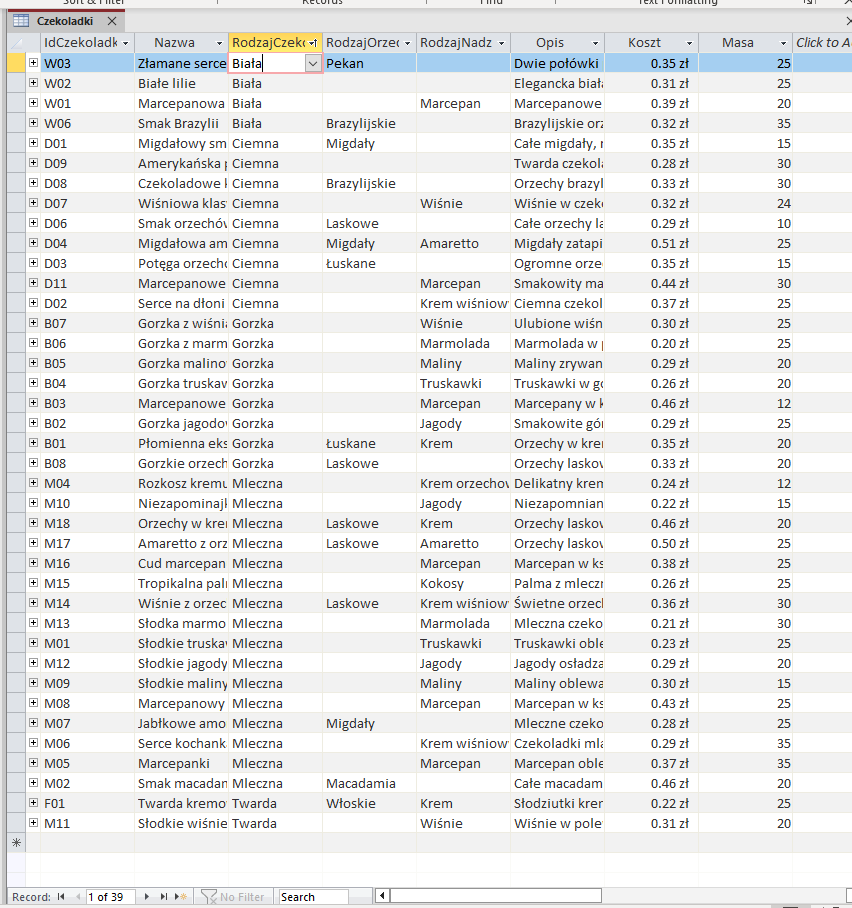 Sort & Filter Records Find Text Formatting
Czekoladki
IdCzekoladk Nazwa RodzajCzeko RodzajOrzec RodzajNadz Opis Koszt Masa Click to A
W03 Złamane serce Biała Pekan Dwie połówki 0.35 zł 25
W02 Białe lilie Biała Elegancka biał 0.31 zł 25
W01 Marcepanowa Biała Marcepan Marcepanowe 0.39 zł 20
W06 Smak Brazylii Biała Brazylijskie Brazylijskie orz 0.32 zł 35
D01 Migdałowy sm Ciemna Migdały Całe migdały, r 0.35 zł 15
D09 Amerykańska p Ciemna Twarda czekola 0.28 zł 30
D08 Czekoladowe k Ciemna Brazylijskie Orzechy brazyl 0.33 zł 30
D07 Wiśniowa klas Ciemna Wiśnie Wiśnie w czek 0.32 zł 24
D06 Smak orzechów Ciemna Laskowe Całe orzechy la 0.29 zł 10
D04 Migdałowa am Ciemna Migdały Amaretto Migdały zatapi 0.51 zł 25
D03 Potęga orzecho Ciemna Łuskane Ogromne orze 0.35 zł 15
D11 Marcepanowe Ciemna Marcepan Smakowity ma 0.44 zł 30
D02 Serce na dłoni Ciemna Krem wiśniow Ciemna czekol 0.37 zł 25
B07 Gorzka z wiśni Gorzka Wiśnie Ulubione wiśn 0.30 zł 25
B06 Gorzka z marm Gorzka Marmolada Marmolada w p 0.20 zł 25
B05 Gorzka malino Gorzka Maliny Maliny zrywan 0.29 zł 20
B04 Gorzka truskaw Gorzka Truskawki Truskawki w go 0.26 zł 20
B03 Marcepanowe Gorzka Marcepan Marcepany w k 0.46 zł 12
B02 Gorzka jagodo Gorzka Jagody Smakowite gó 0.29 zł 25
B01 Płomienna eks Gorzka Łuskane Krem Orzechy w kre 0.35 zł 20
B08 Gorzkie orzech Gorzka Laskowe Orzechy laskow 0.33 zł 20
M04 Rozkosz kremu Mleczna Krem orzechow Delikatny krem 0.24 zł 12
M10 Niezapominajk Mleczna Jagody Niezapomnian 0.22 zł 15
M18 Orzechy w kre Mleczna Laskowe Krem Orzechy laskow 0.46 zł 20
M17 Amaretto z orz Mleczna Laskowe Amaretto Orzechy laskow 0.50 zł 25
M16 Cud marcepan Mleczna Marcepan Marcepan w ks 0.38 zł 25
M15 Tropikalna pal Mleczna Kokosy Palma z mleczn 0.26 zł 25
M14 Wiśnie z orzec Mleczna Laskowe Krem wiśniow Świetne orzec 0.36 zł 30
M13 Słodka marmo Mleczna Marmolada Mleczna czeko 0.21 zł 30
M01 Słodkie truska Mleczna Truskawki Truskawki oble 0.23 zł 25
M12 Słodkie jagody Mleczna Jagody Jagody osładza 0.29 zł 20
M09 Słodkie maliny Mleczna Maliny Maliny oblewa 0.30 zł 15
M08 Marcepanowy Mleczna Marcepan Marcepan w ks 0.43 zł 25
M07 Jabłkowe amo Mleczna Migdały Mleczne czeko 0.28 zł 25
M06 Serce kochank Mleczna Krem wiśniow Czekoladki mla 0.29 zł 35
M05 Marcepanki Mleczna Marcepan Marcepan oble 0.37 zł 35
M02 Smak macadam Mleczna Macadamia Całe macadam 0.46 zł 20
F01 Twarda kremo Twarda Włoskie Krem Słodziutki krem 0.22 zł 25
M11 Słodkie wiśnie Twarda Wiśnie Wiśnie w pole 0.31 zł 20
Record: 1 of 39 No Filter Search